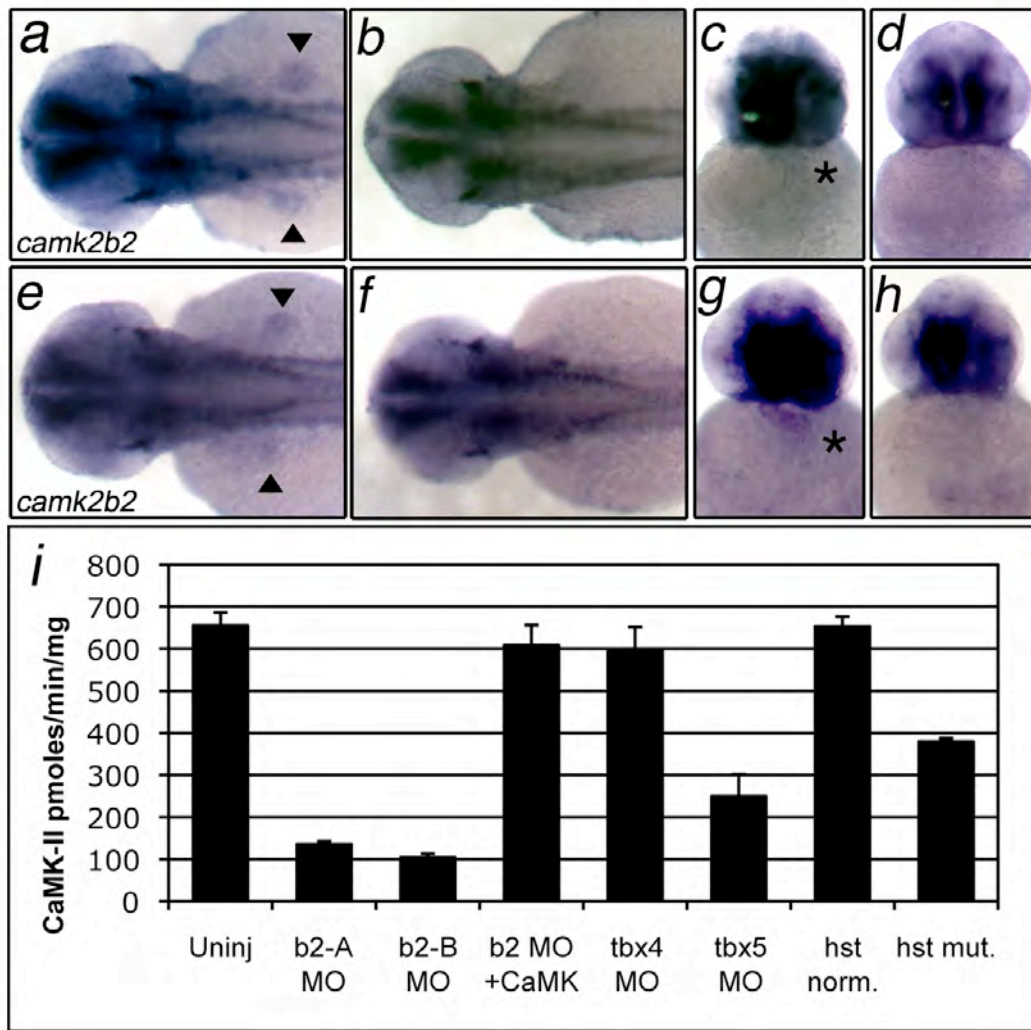 a
b
c
d
*
camk2b2
e
f
g
h
*
camk2b2
i
CaMK-II pmoles/min/mg
800
700
600
500
400
300
200
100
0
Uninj
b2-A
MO
b2-B
MO
b2 MO
+CaMK
tbx4
MO
tbx5
MO
hst
norm.
hst mut.